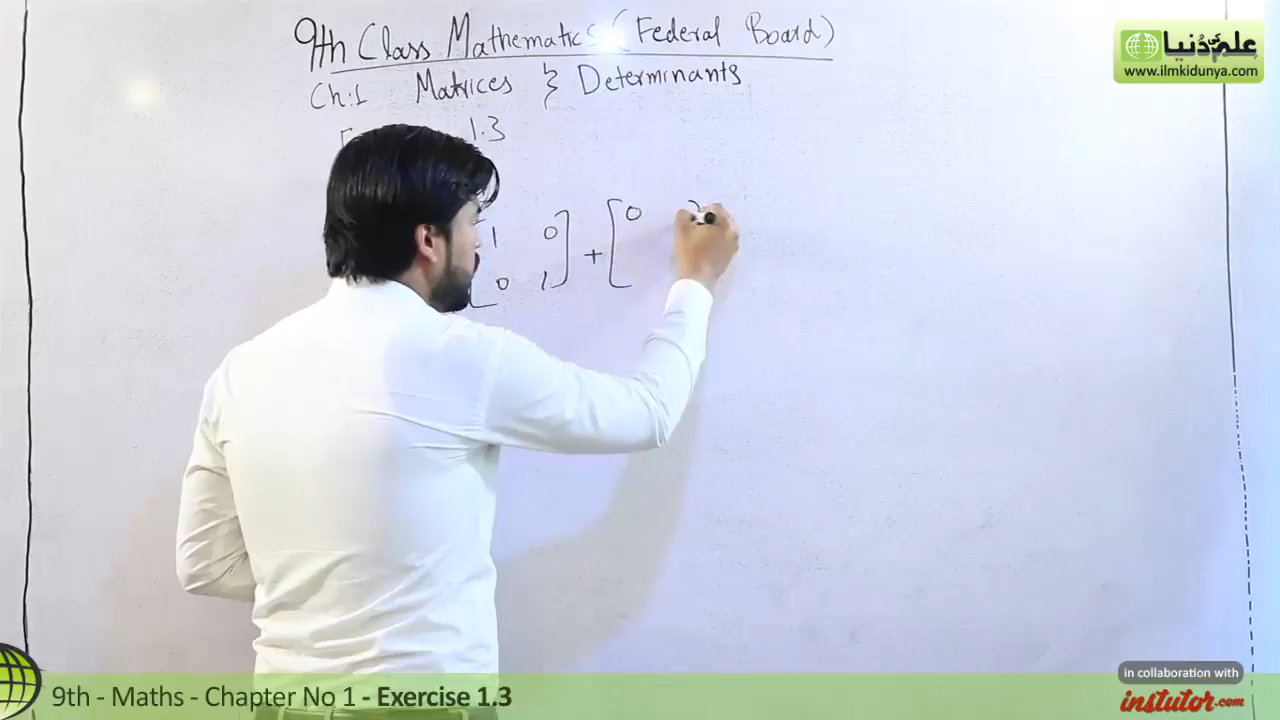 9th Class Mathematics (Federal Board)
Ch:1 Matrices & Determinants
1.3
1 0
0 1
+ [ 0
علم کی دنیا
www.ilmkidunya.com
in collaboration with
instutor.com
9th - Maths - Chapter No 1 - Exercise 1.3